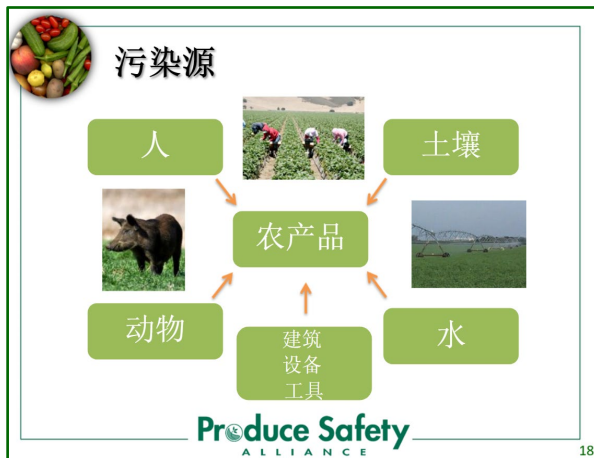 污染源
人
土壤
农产品
动物
建筑
设备
工具
水
Produce Safety
ALLIANCE
18